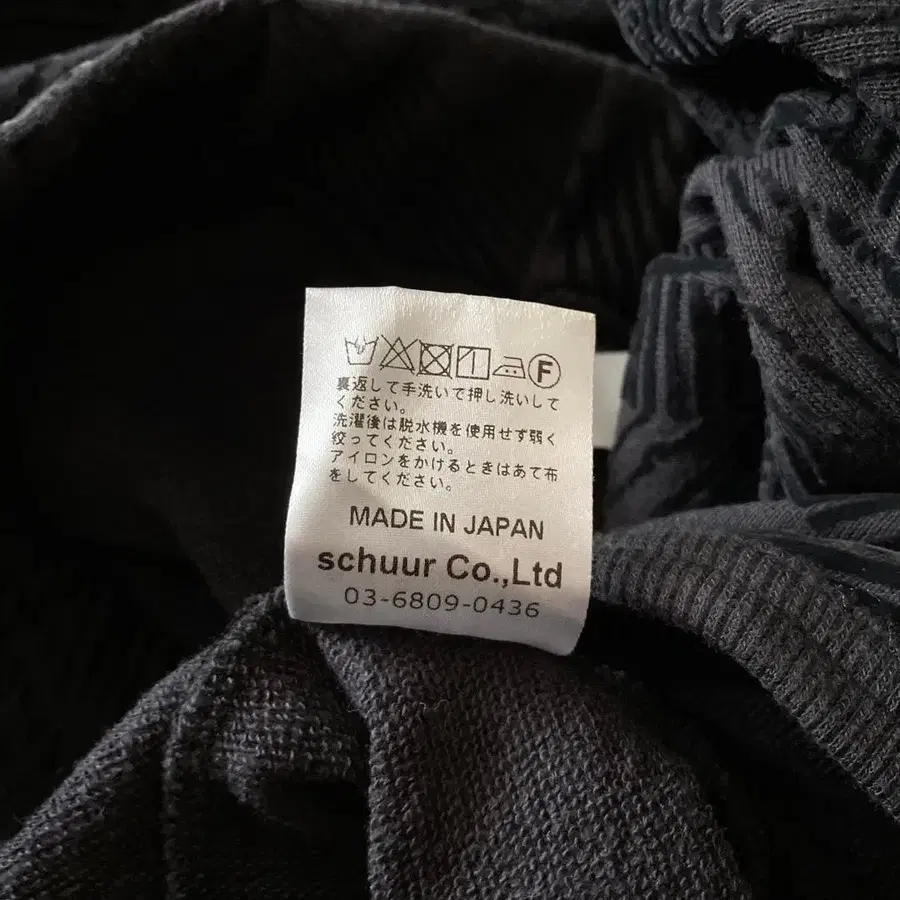 F
裏返して手洗いで押し洗いして
ください。
洗濯後は脱水機を使用せず弱く
絞ってください。
アイロンをかけるときはあて布
をしてください。
MADE IN JAPAN
schuur Co.,Ltd
03-6809-0436